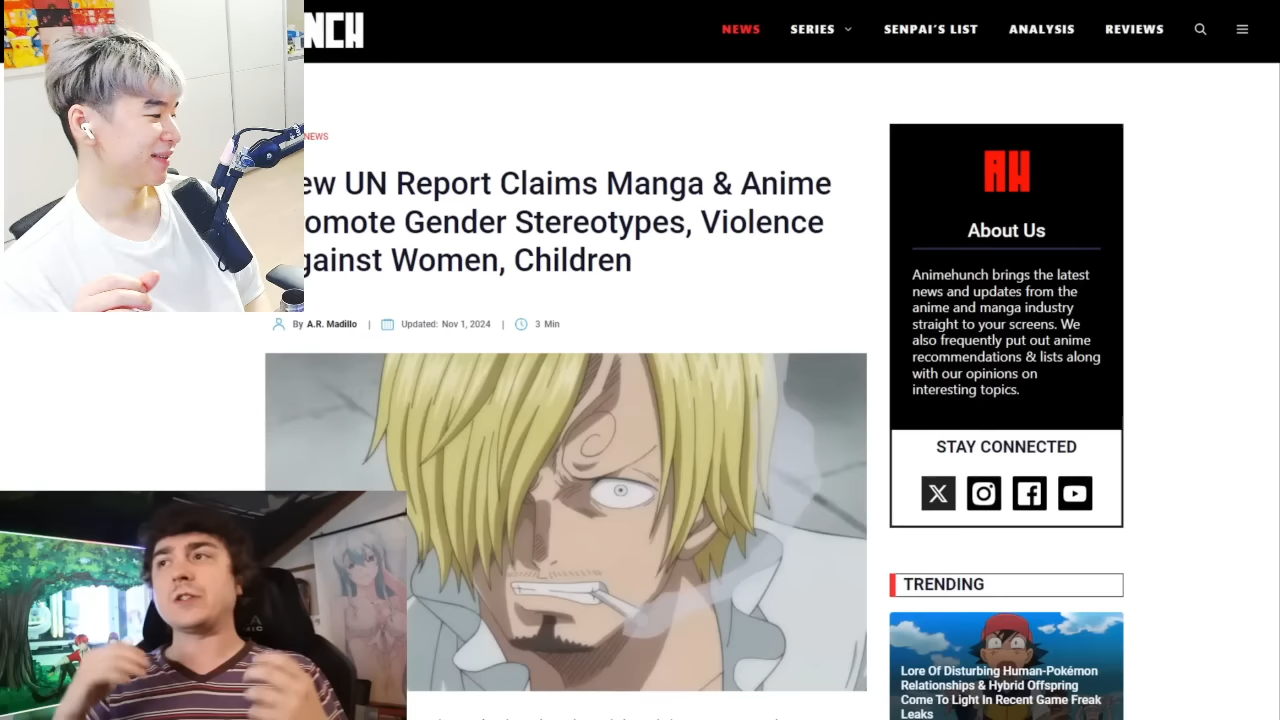 NCH
NEWS
SERIES
SENPAI'S LIST
ANALYSIS
REVIEWS
NEWS
ew UN Report Claims Manga & Anime
omote Gender Stereotypes, Violence
gainst Women, Children
By A.R. Madillo | Updated: Nov 1, 2024 | 3 Min
AH
About Us
Animehunch brings the latest
news and updates from the
anime and manga industry
straight to your screens. We
also frequently put out anime
recommendations & lists along
with our opinions on
interesting topics.
STAY CONNECTED
TRENDING
Lore Of Disturbing Human-Pokémon
Relationships & Hybrid Offspring
Come To Light In Recent Game Freak
Leaks